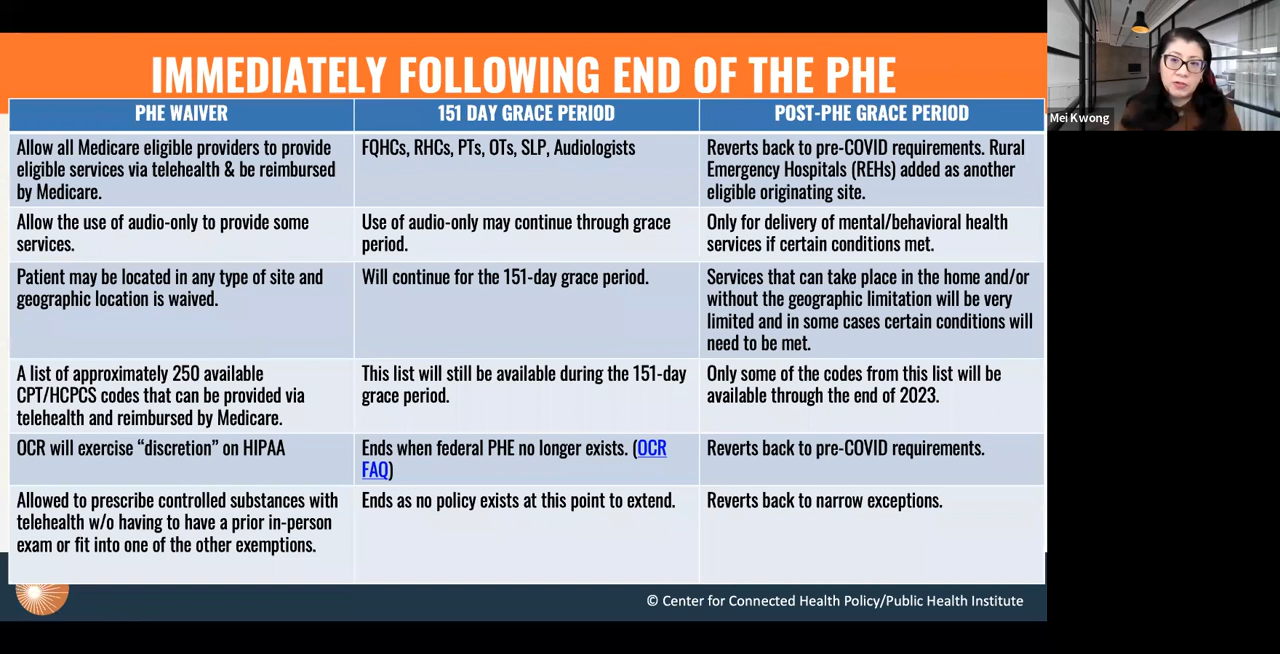 IMMEDIATELY FOLLOWING END OF THE PHE
PHE WAIVER
151 DAY GRACE PERIOD
POST-PHE GRACE PERIOD
Allow all Medicare eligible providers to provide
eligible services via telehealth & be reimbursed
by Medicare.
FQHCs, RHCs, PTs, OTs, SLP, Audiologists
Reverts back to pre-COVID requirements. Rural
Emergency Hospitals (REHs) added as another
eligible originating site.
Allow the use of audio-only to provide some
services.
Use of audio-only may continue through grace
period.
Only for delivery of mental/behavioral health
services if certain conditions met.
Patient may be located in any type of site and
geographic location is waived.
Will continue for the 151-day grace period.
Services that can take place in the home and/or
without the geographic limitation will be very
limited and in some cases certain conditions will
need to be met.
A list of approximately 250 available
CPT/HCPCS codes that can be provided via
telehealth and reimbursed by Medicare.
This list will still be available during the 151-day
grace period.
Only some of the codes from this list will be
available through the end of 2023.
OCR will exercise “discretion” on HIPAA
Ends when federal PHE no longer exists. (OCR
FAQ)
Reverts back to pre-COVID requirements.
Allowed to prescribe controlled substances with
telehealth w/o having to have a prior in-person
exam or fit into one of the other exemptions.
Ends as no policy exists at this point to extend.
Reverts back to narrow exceptions.
© Center for Connected Health Policy/Public Health Institute
Mei Kwong